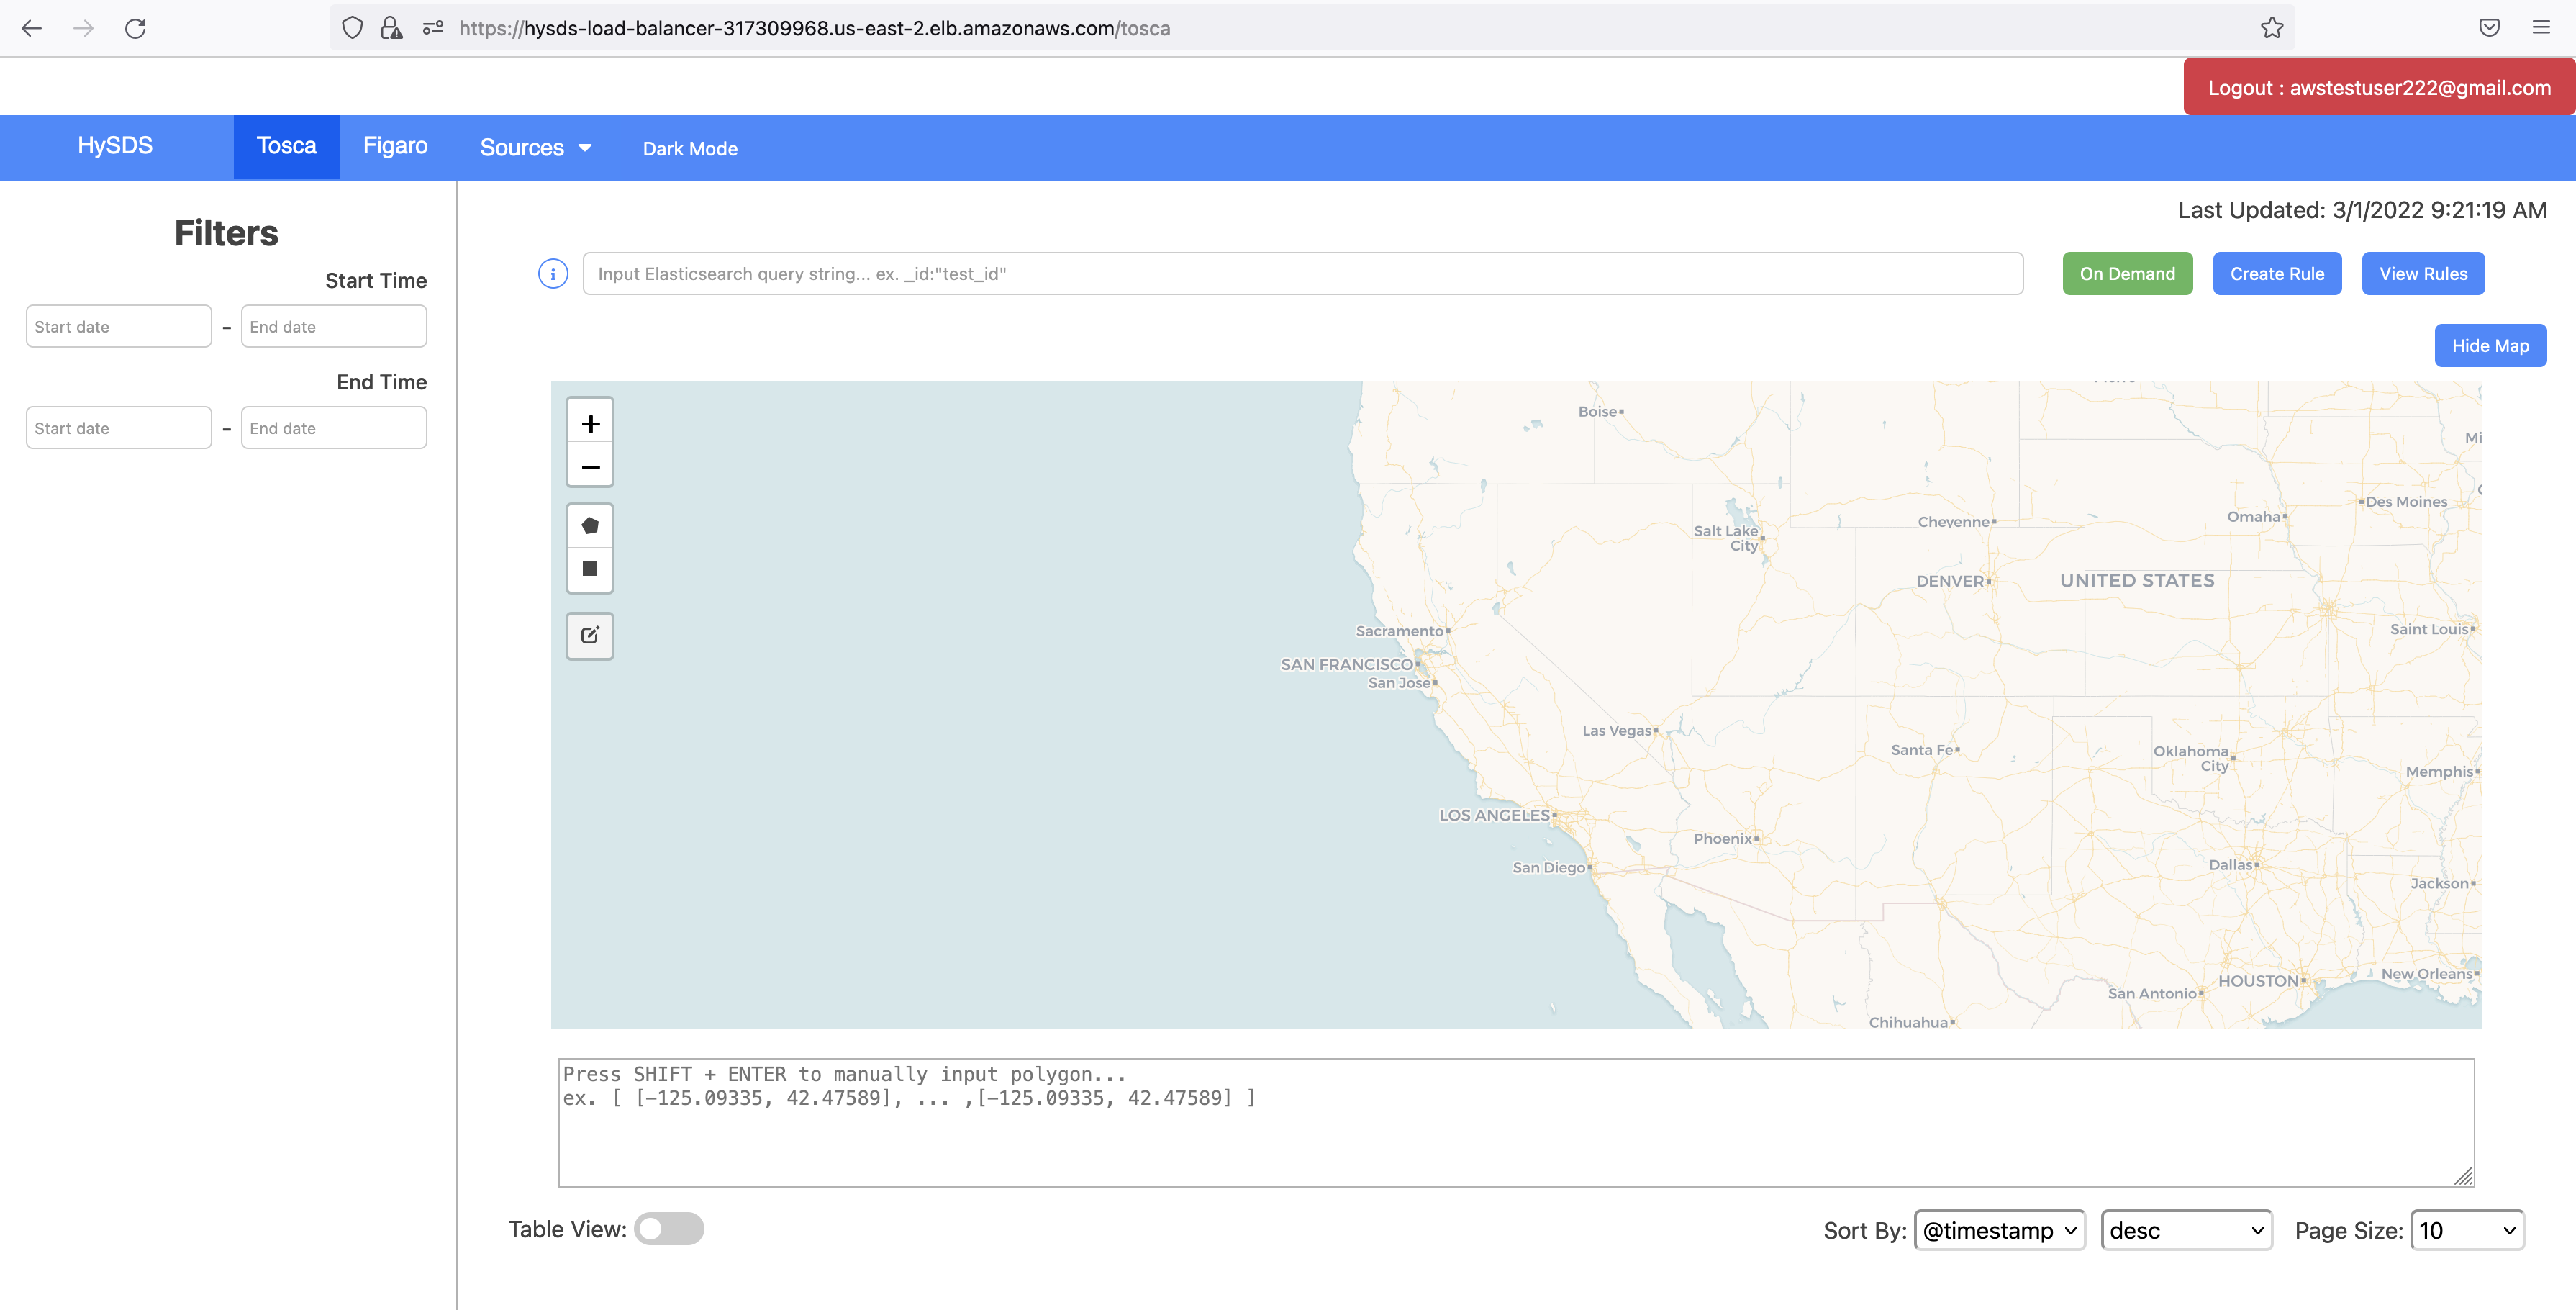 https://hysds-load-balancer-317309968.us-east-2.elb.amazonaws.com/tosca
Logout : awstestuser222@gmail.com
HySDS Tosca Figaro Sources Dark Mode
Filters
Start Time
Start date - End date
End Time
Start date - End date
Last Updated: 3/1/2022 9:21:19 AM
Input Elasticsearch query string... ex. _id:"test_id"
On Demand Create Rule View Rules
Hide Map
+
−
Boise
Des Moines
Omaha
Cheyenne
Salt Lake
City
DENVER
UNITED STATES
Sacramento
Saint Louis
SAN FRANCISCO
San Jose
Las Vegas
Santa Fe
Oklahoma
City
Memphis
LOS ANGELES
Phoenix
San Diego
Dallas
Jackson
New Orleans
HOUSTON
San Antonio
Chihuahua
Press SHIFT + ENTER to manually input polygon...
ex. [ [-125.09335, 42.47589], ... ,[-125.09335, 42.47589] ]
Table View: Sort By: @timestamp desc Page Size: 10